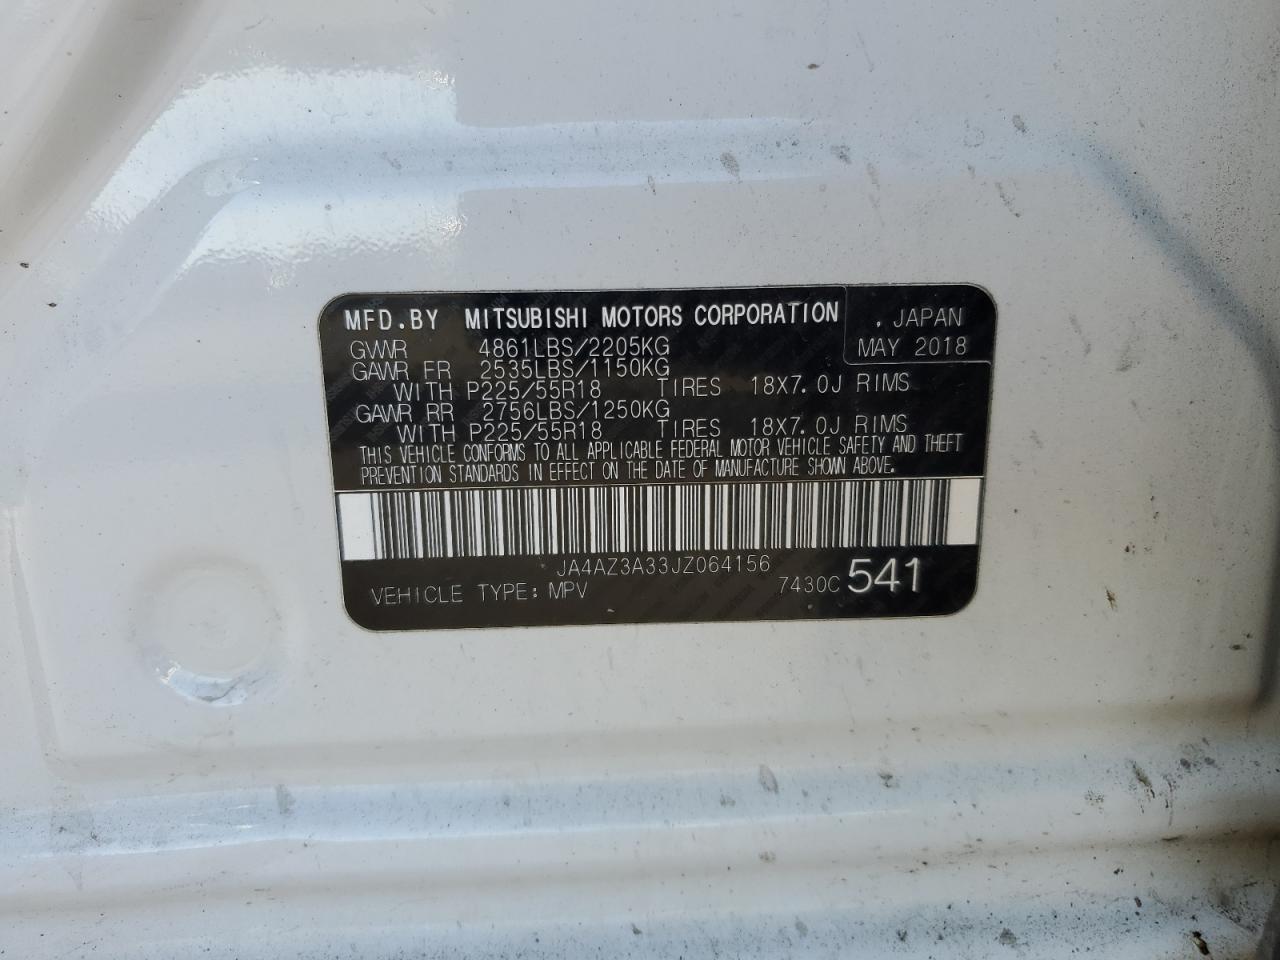 MFD.BY MITSUBISHI MOTORS CORPORATION , JAPAN
GVWR 4861LBS/2205KG MAY 2018
GAWR FR 2535LBS/1150KG
WITH P225/55R18 TIRES 18X7.0J RIMS
GAWR RR 2756LBS/1250KG
WITH P225/55R18 TIRES 18X7.0J RIMS
THIS VEHICLE CONFORMS TO ALL APPLICABLE FEDERAL MOTOR VEHICLE SAFETY AND THEFT
PREVENTION STANDARDS IN EFFECT ON THE DATE OF MANUFACTURE SHOWN ABOVE.
JA4AZ3A33JZ064156
VEHICLE TYPE: MPV 7430C 541